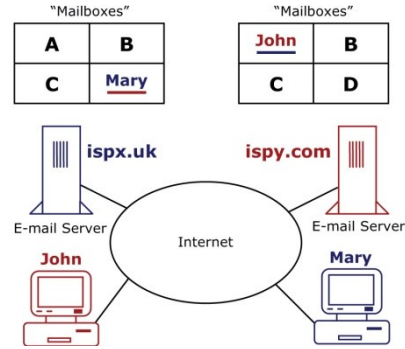 “Mailboxes”
“Mailboxes”
A B
C Mary
John B
C D
ispx.uk
ispy.com
E-mail Server
E-mail Server
Internet
John
Mary